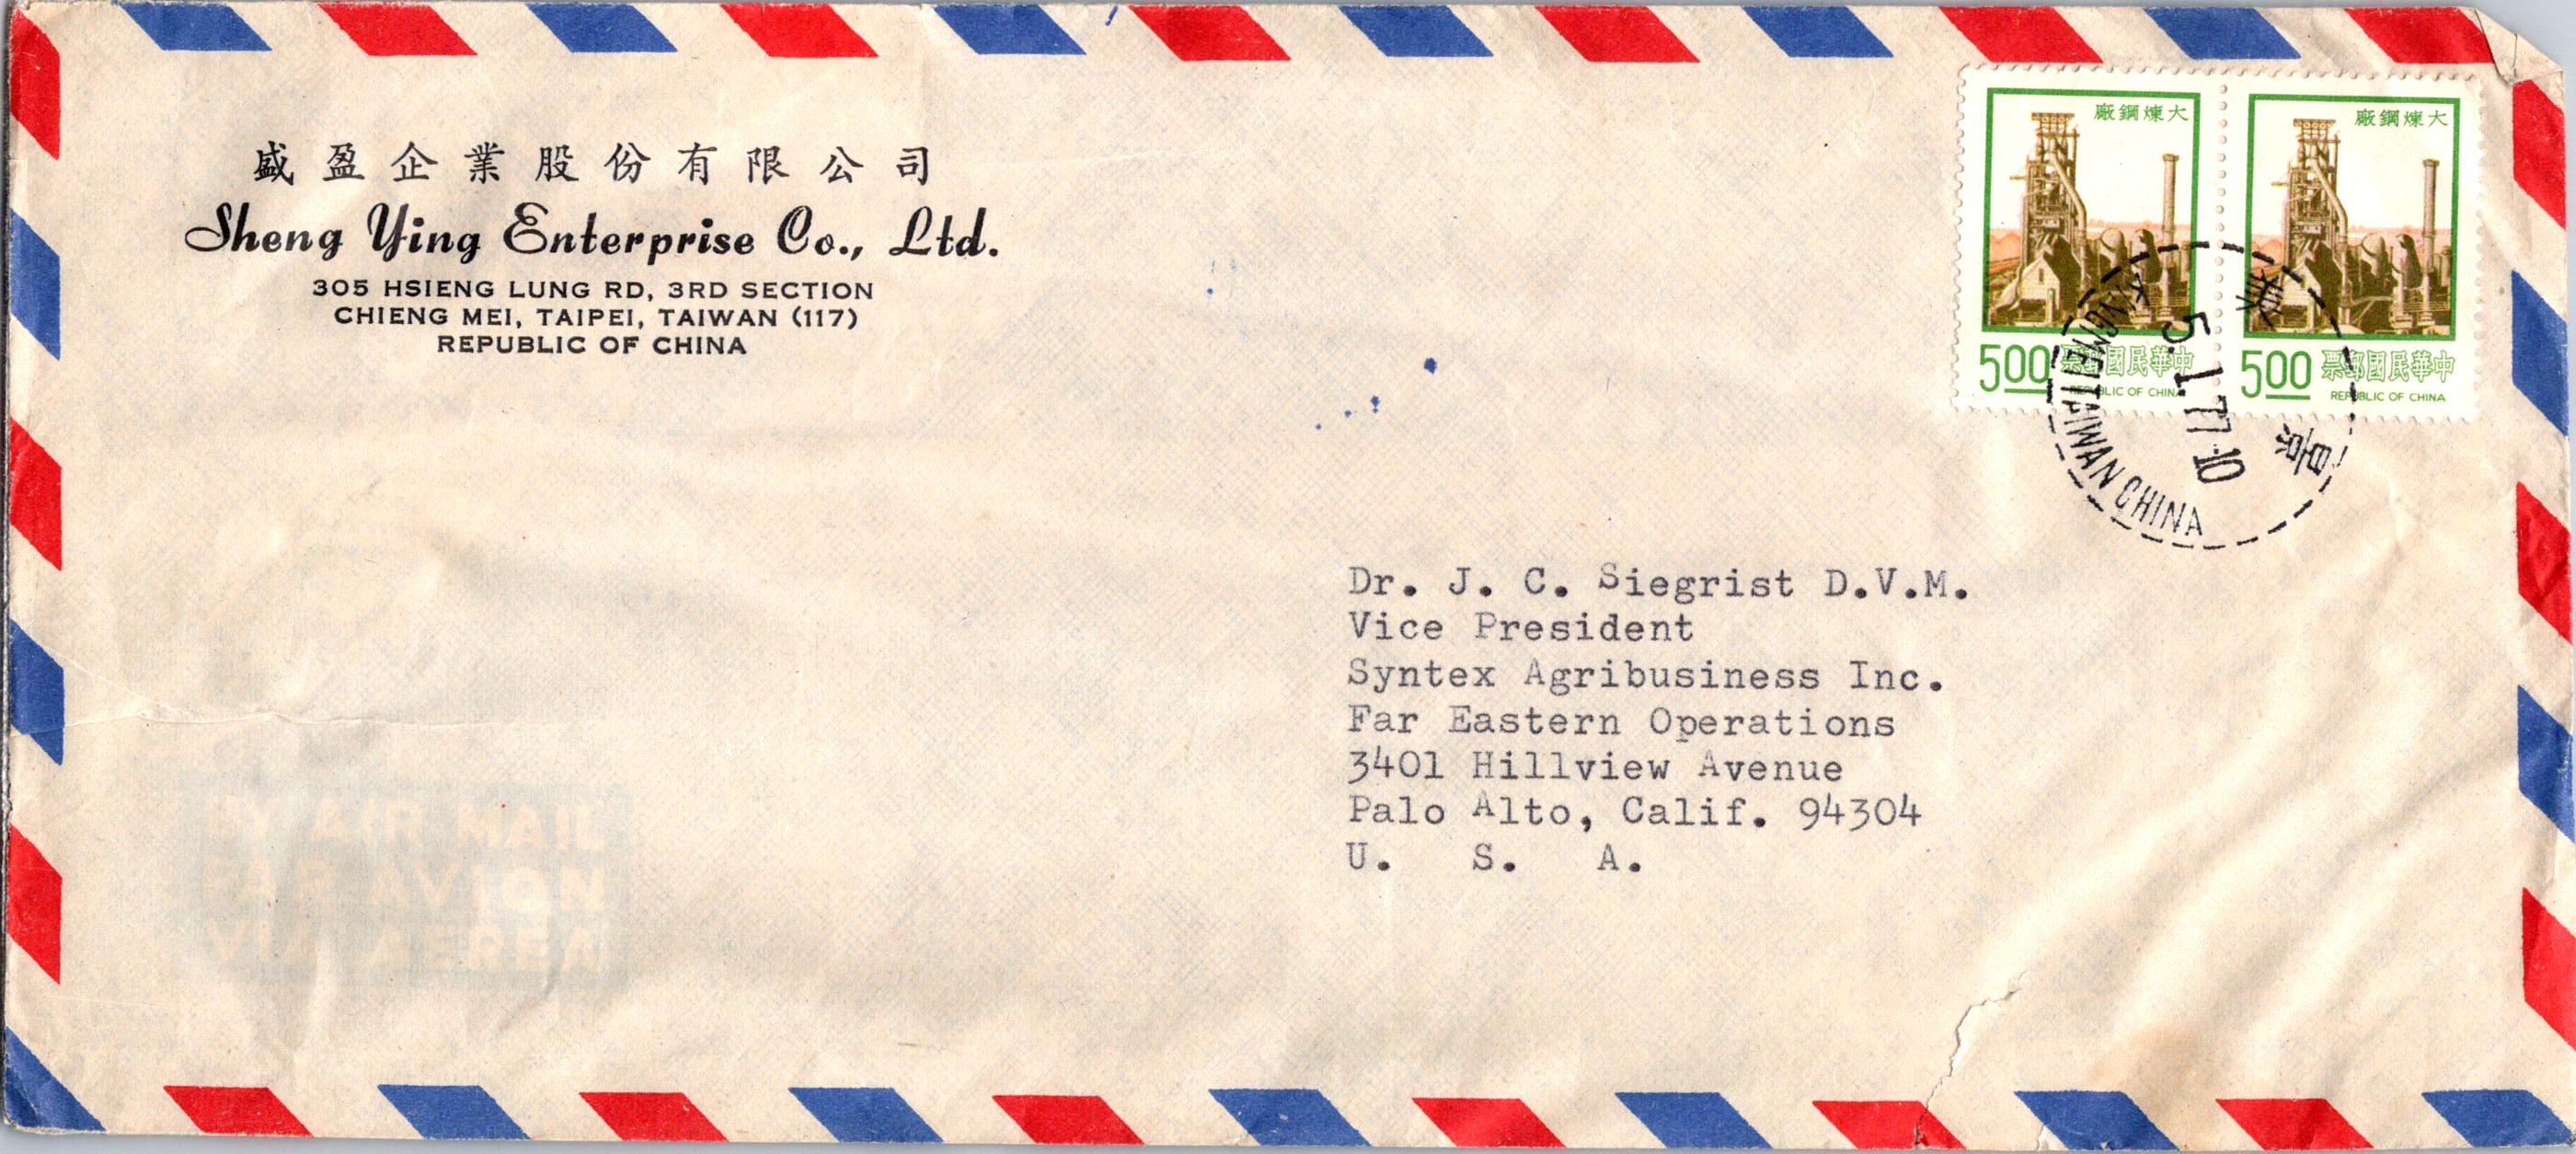 盛盈企業股份有限公司
Sheng Ying Enterprise Co., Ltd.
305 HSIENG LUNG RD, 3RD SECTION
CHIENG MEI, TAIPEI, TAIWAN (117)
REPUBLIC OF CHINA
大煉鋼廠
5.00 中華民國郵票
REPUBLIC OF CHINA
大煉鋼廠
5.00 中華民國郵票
REPUBLIC OF CHINA
5.1.77.10
TAIWAN CHINA
Dr. J. C. Siegrist D.V.M.
Vice President
Syntex Agribusiness Inc.
Far Eastern Operations
3401 Hillview Avenue
Palo Alto, Calif. 94304
U. S. A.
BY AIR MAIL
PAR AVION
VIA AEREA